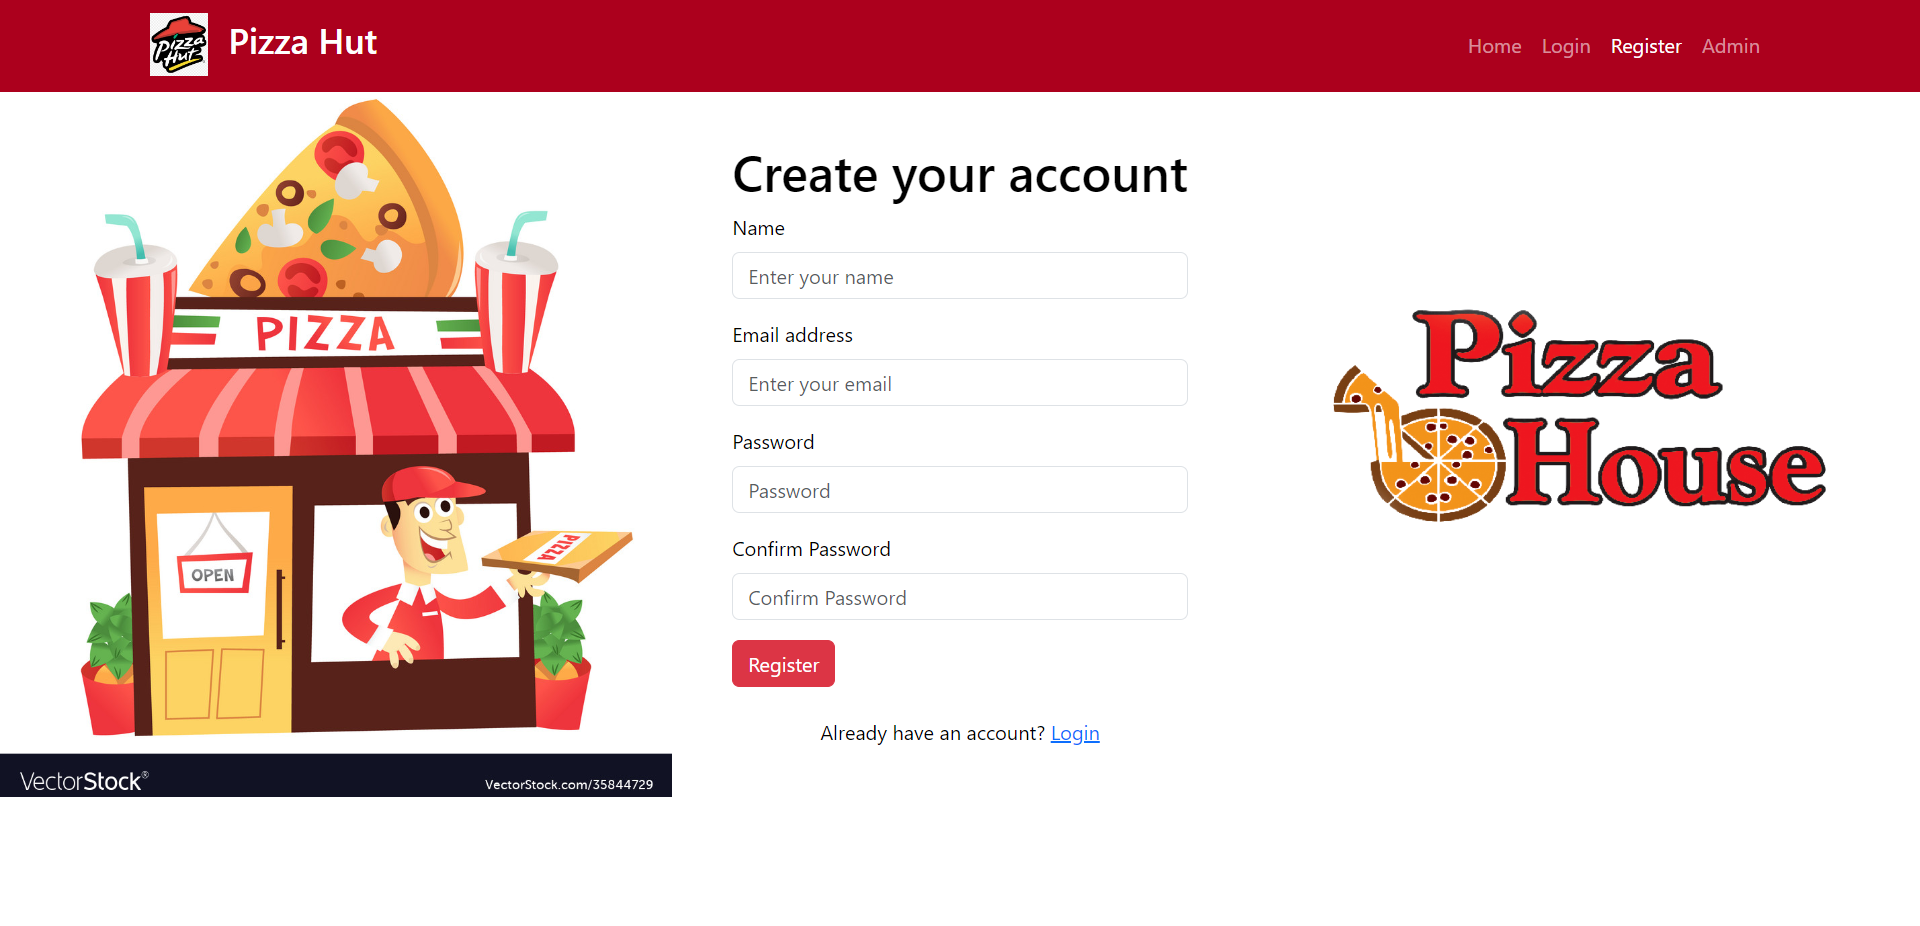 Pizza Hut
Pizza Hut
Home Login Register Admin
PIZZA
OPEN
PIZZA
VectorStock®
VectorStock.com/35844729
Create your account
Name
Enter your name
Email address
Enter your email
Password
Password
Confirm Password
Confirm Password
Register
Already have an account? Login
Pizza
House